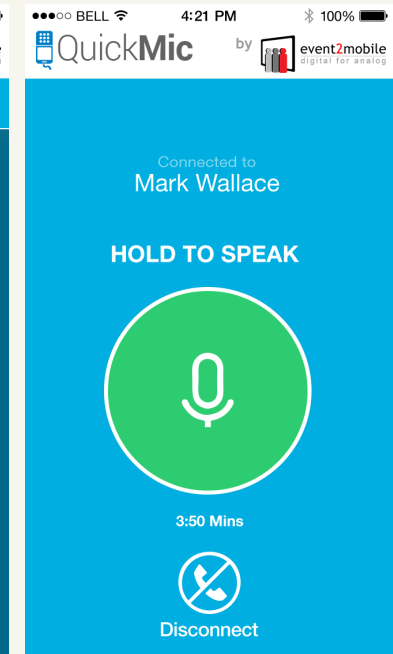 BELL 4:21 PM 100%
QuickMic by event2mobile
digital for analog
Connected to
Mark Wallace
HOLD TO SPEAK
3:50 Mins
Disconnect